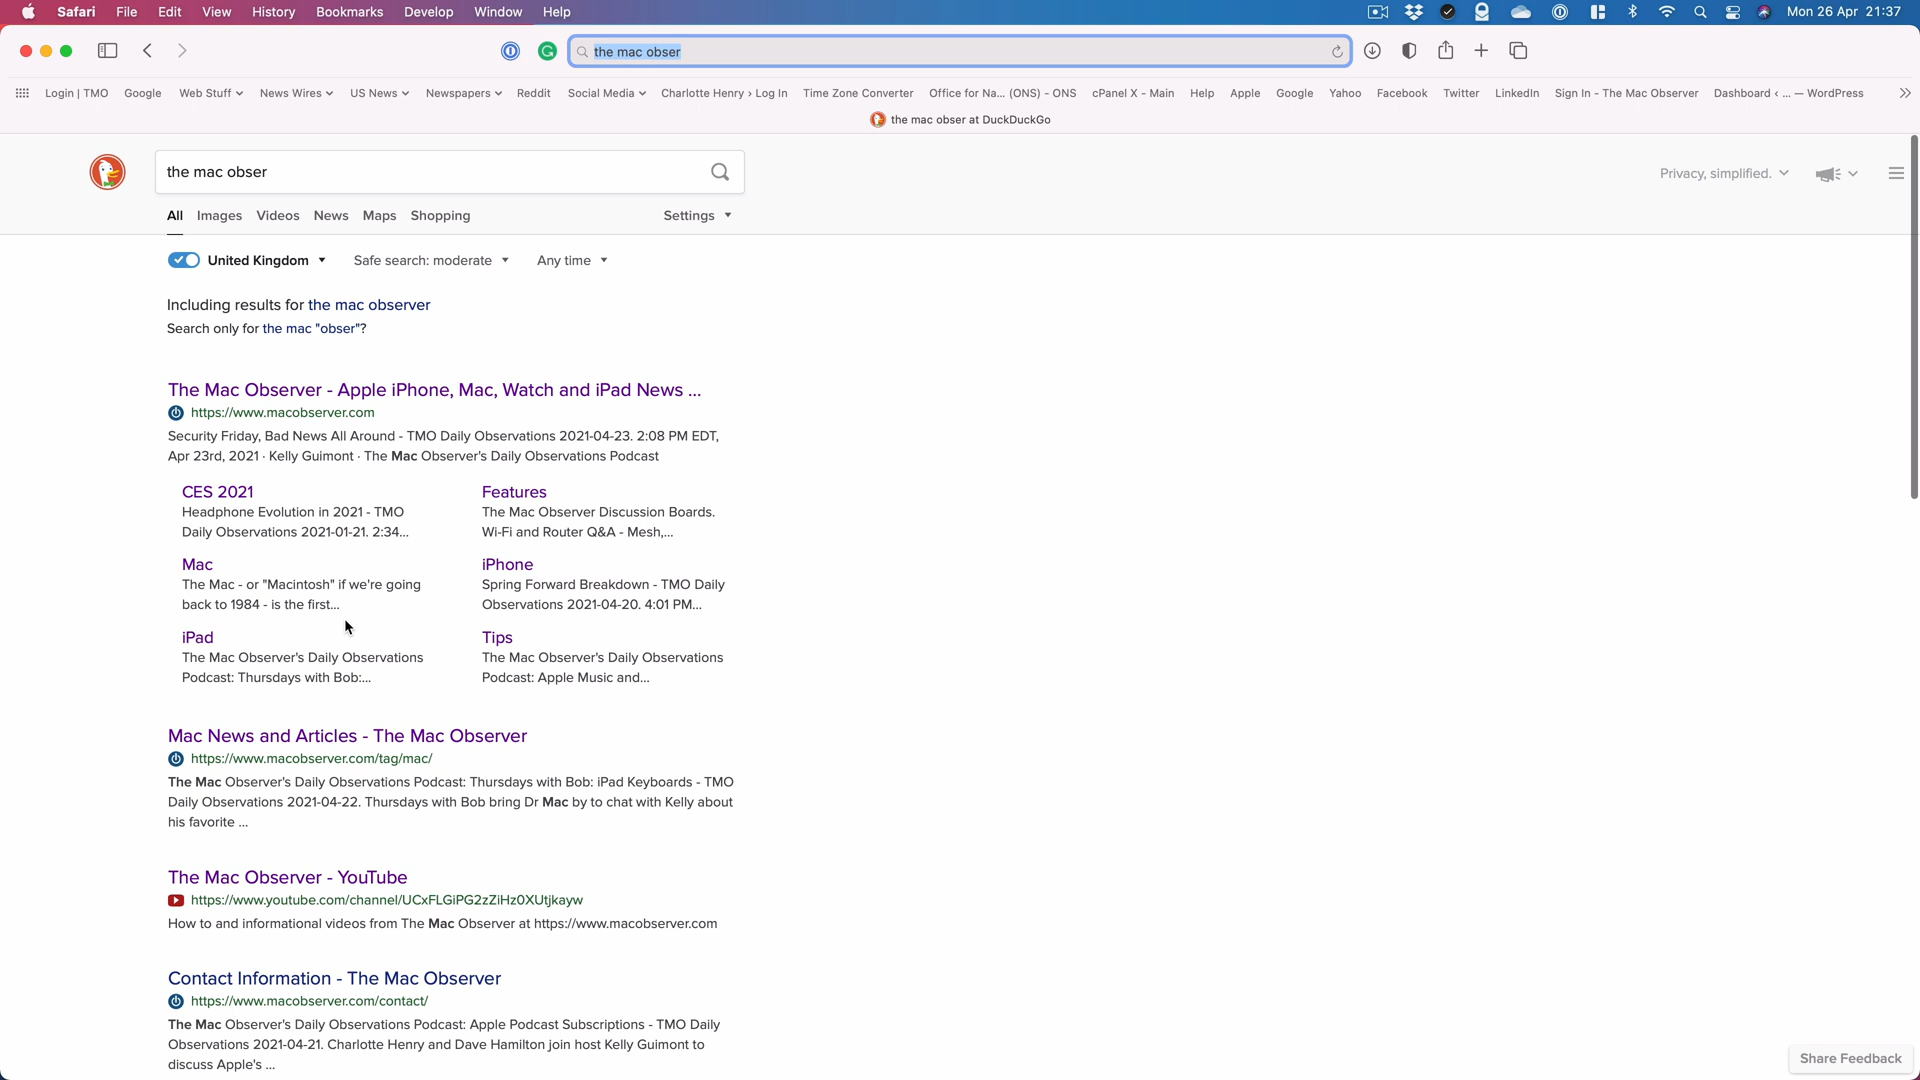 Safari File Edit View History Bookmarks Develop Window Help Mon 26 Apr 21:37
the mac obser
Login | TMO Google Web Stuff News Wires US News Newspapers Reddit Social Media Charlotte Henry › Log In Time Zone Converter Office for Na... (ONS) - ONS cPanel X - Main Help Apple Google Yahoo Facebook Twitter LinkedIn Sign In - The Mac Observer Dashboard ‹ ... — WordPress
the mac obser at DuckDuckGo
the mac obser
Privacy, simplified.
All Images Videos News Maps Shopping Settings
United Kingdom Safe search: moderate Any time
Including results for the mac observer
Search only for the mac "obser"?
The Mac Observer - Apple iPhone, Mac, Watch and iPad News ...
https://www.macobserver.com
Security Friday, Bad News All Around - TMO Daily Observations 2021-04-23. 2:08 PM EDT,
Apr 23rd, 2021 · Kelly Guimont · The Mac Observer's Daily Observations Podcast
CES 2021
Headphone Evolution in 2021 - TMO
Daily Observations 2021-01-21. 2:34...
Features
The Mac Observer Discussion Boards.
Wi-Fi and Router Q&A - Mesh,...
Mac
The Mac - or "Macintosh" if we're going
back to 1984 - is the first...
iPhone
Spring Forward Breakdown - TMO Daily
Observations 2021-04-20. 4:01 PM...
iPad
The Mac Observer's Daily Observations
Podcast: Thursdays with Bob:...
Tips
The Mac Observer's Daily Observations
Podcast: Apple Music and...
Mac News and Articles - The Mac Observer
https://www.macobserver.com/tag/mac/
The Mac Observer's Daily Observations Podcast: Thursdays with Bob: iPad Keyboards - TMO
Daily Observations 2021-04-22. Thursdays with Bob bring Dr Mac by to chat with Kelly about
his favorite ...
The Mac Observer - YouTube
https://www.youtube.com/channel/UCxFLGiPG2zZiHz0XUtjkayw
How to and informational videos from The Mac Observer at https://www.macobserver.com
Contact Information - The Mac Observer
https://www.macobserver.com/contact/
The Mac Observer's Daily Observations Podcast: Apple Podcast Subscriptions - TMO Daily
Observations 2021-04-21. Charlotte Henry and Dave Hamilton join host Kelly Guimont to
discuss Apple's ...
Share Feedback